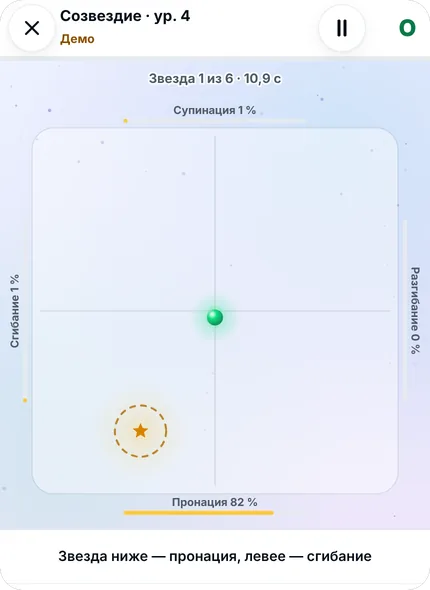 Созвездие · ур. 4
Демо
0
Звезда 1 из 6 · 10,9 с
Супинация 1 %
Сгибание 1 %
Разгибание 0 %
Пронация 82 %
Звезда ниже — пронация, левее — сгибание